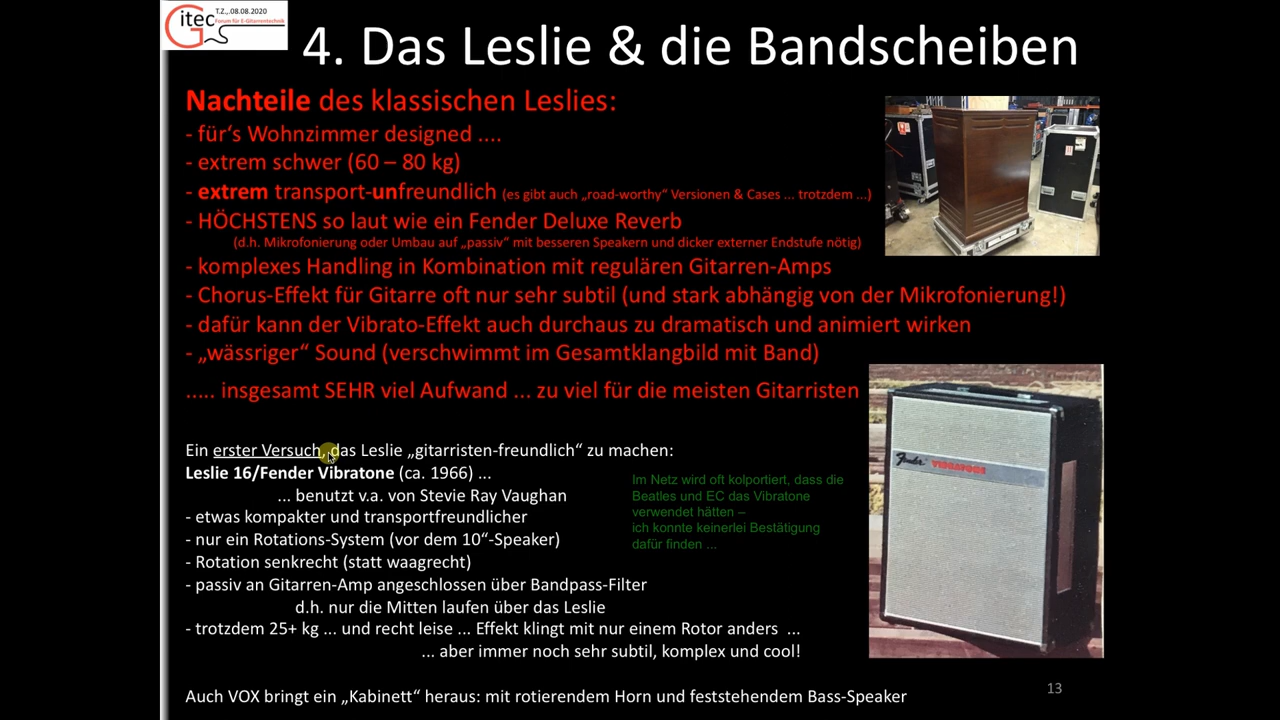 Gitec
T.Z.,.08.08.2020
Forum für E-Gitarrentechnik
4. Das Leslie & die Bandscheiben
Nachteile des klassischen Leslies:
- für's Wohnzimmer designed ....
- extrem schwer (60 – 80 kg)
- extrem transport-unfreundlich (es gibt auch „road-worthy" Versionen & Cases ... trotzdem ...)
- HÖCHSTENS so laut wie ein Fender Deluxe Reverb
(d.h. Mikrofonierung oder Umbau auf „passiv" mit besseren Speakern und dicker externer Endstufe nötig)
- komplexes Handling in Kombination mit regulären Gitarren-Amps
- Chorus-Effekt für Gitarre oft nur sehr subtil (und stark abhängig von der Mikrofonierung!)
- dafür kann der Vibrato-Effekt auch durchaus zu dramatisch und animiert wirken
- „wässriger" Sound (verschwimmt im Gesamtklangbild mit Band)
..... insgesamt SEHR viel Aufwand ... zu viel für die meisten Gitarristen
Ein erster Versuch, das Leslie „gitarristen-freundlich" zu machen:
Leslie 16/Fender Vibratone (ca. 1966) ...
... benutzt v.a. von Stevie Ray Vaughan
- etwas kompakter und transportfreundlicher
- nur ein Rotations-System (vor dem 10"-Speaker)
- Rotation senkrecht (statt waagrecht)
- passiv an Gitarren-Amp angeschlossen über Bandpass-Filter
d.h. nur die Mitten laufen über das Leslie
- trotzdem 25+ kg ... und recht leise ... Effekt klingt mit nur einem Rotor anders ...
... aber immer noch sehr subtil, komplex und cool!
Im Netz wird oft kolportiert, dass die
Beatles und EC das Vibratone
verwendet hätten –
ich konnte keinerlei Bestätigung
dafür finden ...
Fender VIBRATONE
Auch VOX bringt ein „Kabinett" heraus: mit rotierendem Horn und feststehendem Bass-Speaker
13